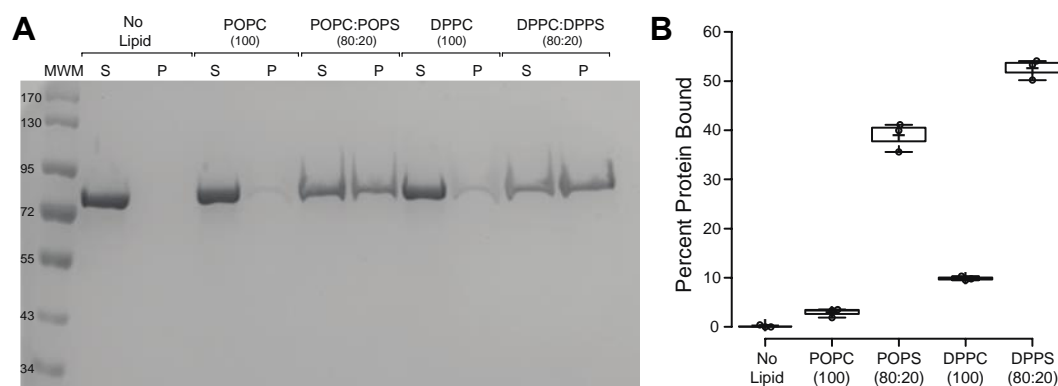 A
No
Lipid
POPC
(100)
POPC:POPS
(80:20)
DPPC
(100)
DPPC:DPPS
(80:20)
MWM S P S P S P S P S P
170
130
95
72
55
43
34
B
Percent Protein Bound
60
50
40
30
20
10
0
No
Lipid
POPC
(100)
POPS
(80:20)
DPPC
(100)
DPPS
(80:20)